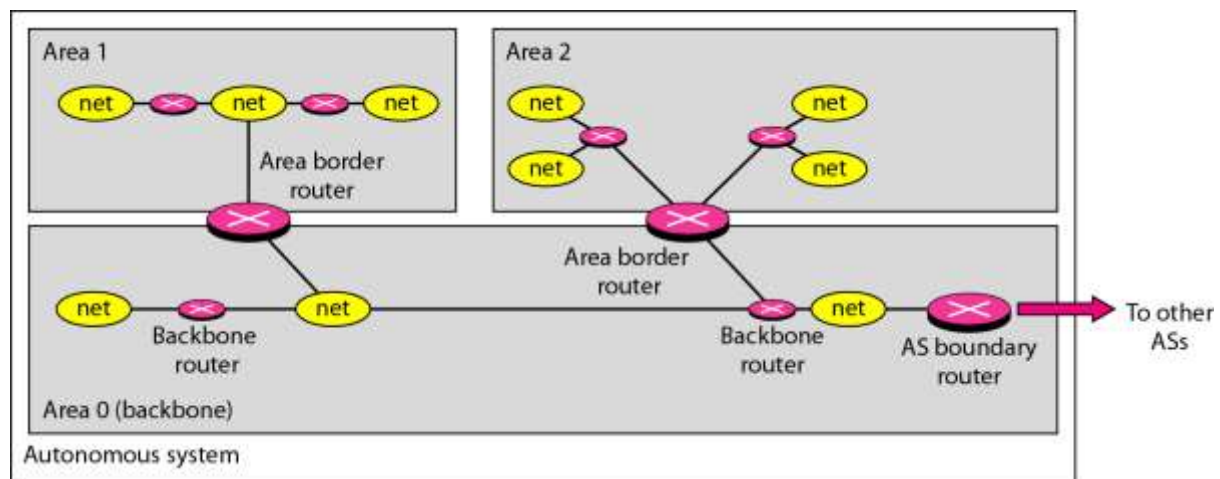 Area 1
net
net
net
Area border
router
Area 2
net
net
net
net
Area border
router
net
Backbone
router
net
Backbone
router
net
AS boundary
router
To other
ASs
Area 0 (backbone)
Autonomous system